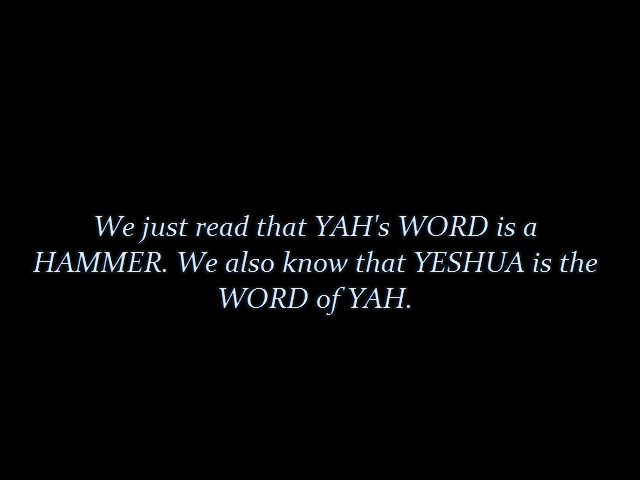 We just read that YAH's WORD is a
HAMMER. We also know that YESHUA is the
WORD of YAH.